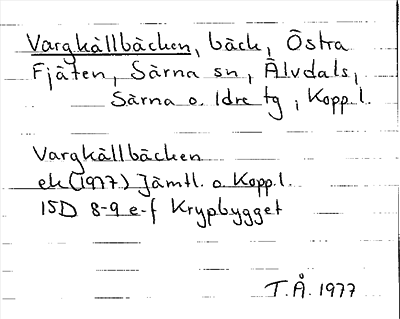 Vargkällbäcken, bäck, Östra
Fjäten, Särna sn, Älvdals,
Särna o. Idre tg, Kopp.l.
Vargkällbäcken
ek (1977) Jämtl. o Kopp.l.
15D 8-9 e-f Krypbygget
T.Å. 1977